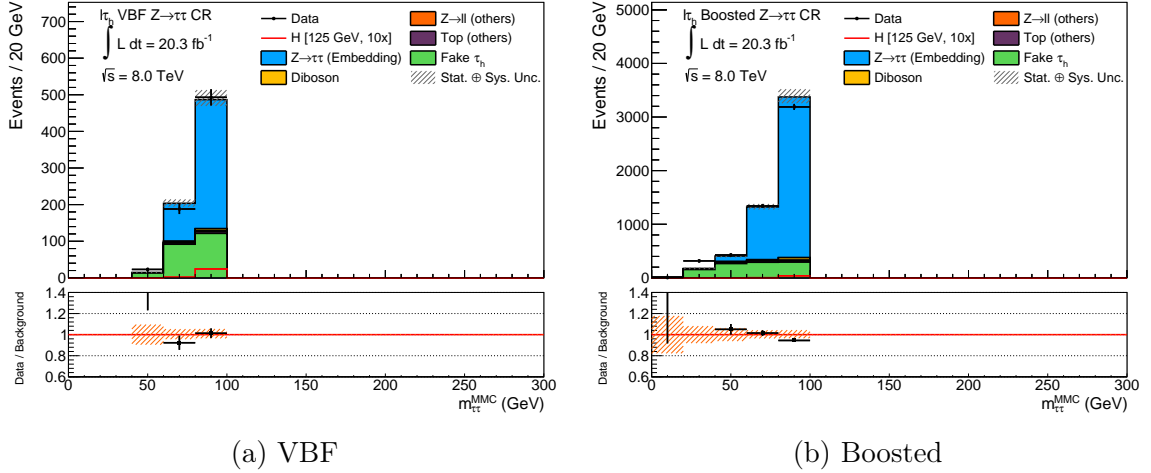 lτh VBF Z→ττ CR
∫ L dt = 20.3 fb-1
√s = 8.0 TeV
Data
H [125 GeV, 10x]
Z→ττ (Embedding)
Diboson
Z→ll (others)
Top (others)
Fake τh
Stat. ⊕ Sys. Unc.
Events / 20 GeV
700
600
500
400
300
200
100
0
Data / Background
1.4
1.2
1
0.8
0.6
0 50 100 150 200 250 300
mττMMC (GeV)
(a) VBF
lτh Boosted Z→ττ CR
∫ L dt = 20.3 fb-1
√s = 8.0 TeV
Data
H [125 GeV, 10x]
Z→ττ (Embedding)
Diboson
Z→ll (others)
Top (others)
Fake τh
Stat. ⊕ Sys. Unc.
Events / 20 GeV
5000
4000
3000
2000
1000
0
Data / Background
1.4
1.2
1
0.8
0.6
0 50 100 150 200 250 300
mττMMC (GeV)
(b) Boosted